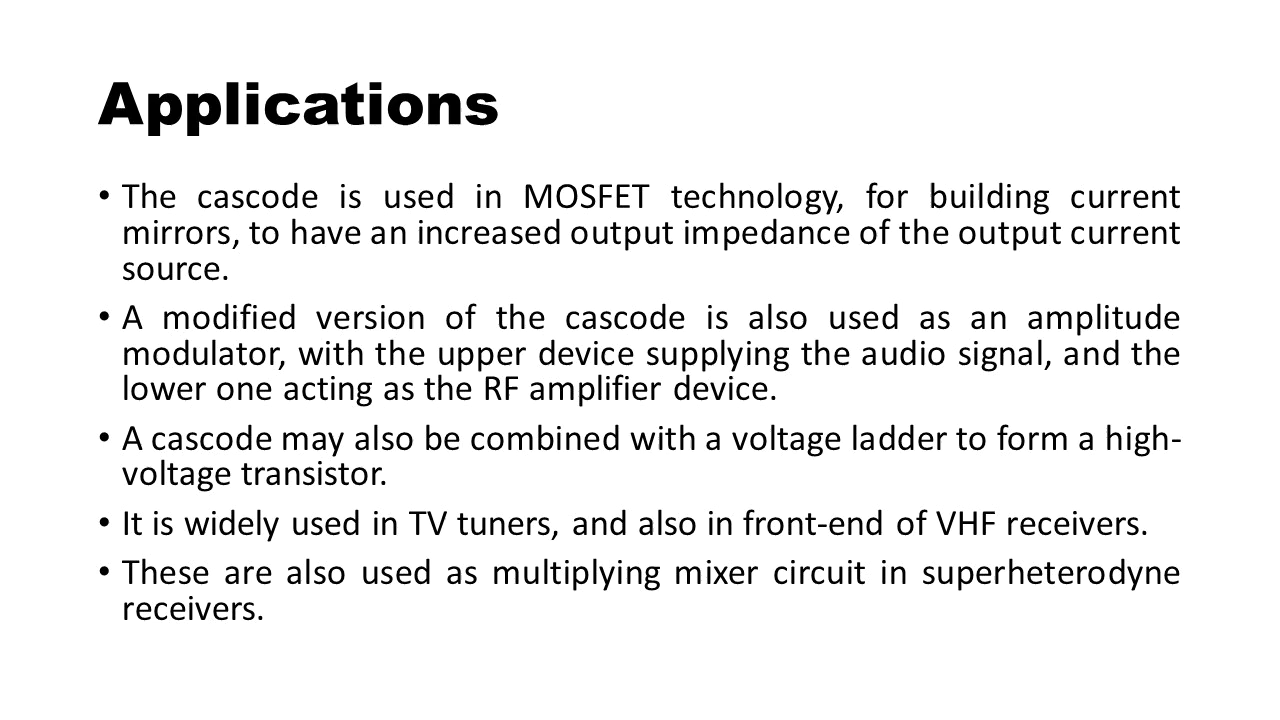 Applications
• The cascode is used in MOSFET technology, for building current
mirrors, to have an increased output impedance of the output current
source.
• A modified version of the cascode is also used as an amplitude
modulator, with the upper device supplying the audio signal, and the
lower one acting as the RF amplifier device.
• A cascode may also be combined with a voltage ladder to form a high-
voltage transistor.
• It is widely used in TV tuners, and also in front-end of VHF receivers.
• These are also used as multiplying mixer circuit in superheterodyne
receivers.